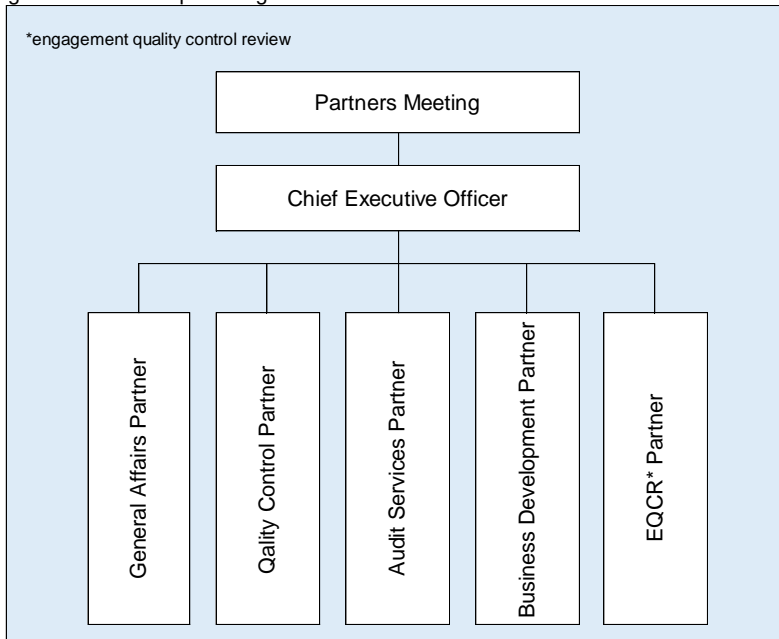 *engagement quality control review
Partners Meeting
Chief Executive Officer
General Affairs Partner
Qality Control Partner
Audit Services Partner
Business Development Partner
EQCR* Partner